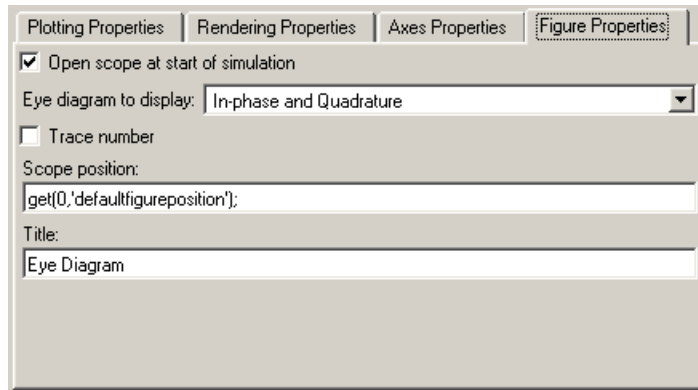 Plotting Properties Rendering Properties Axes Properties Figure Properties
Open scope at start of simulation
Eye diagram to display: In-phase and Quadrature
Trace number
Scope position:
get(0,'defaultfigureposition');
Title:
Eye Diagram